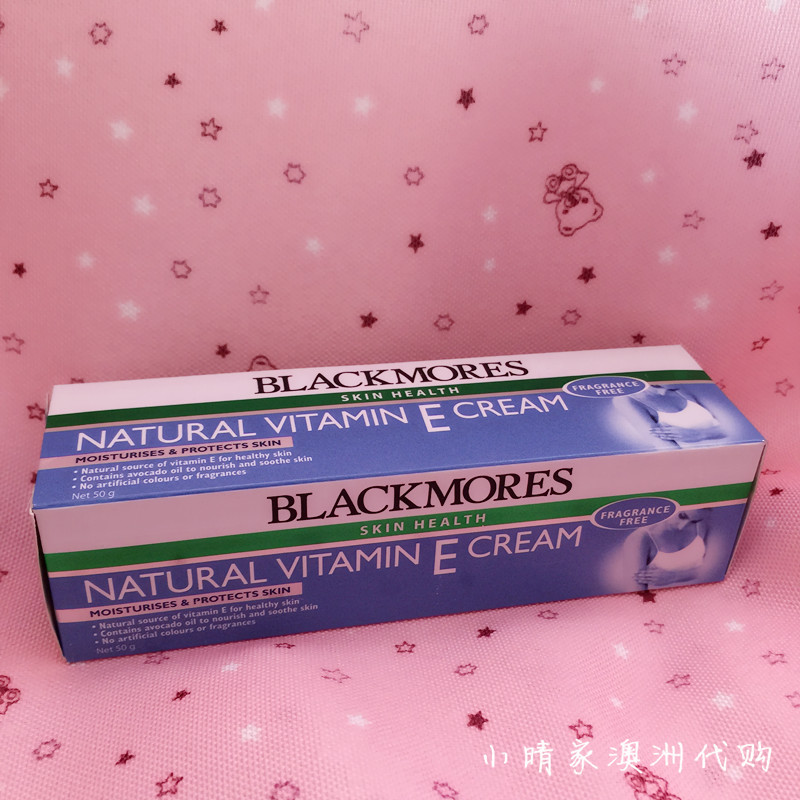 BLACKMORES
SKIN HEALTH
NATURAL VITAMIN E CREAM
FRAGRANCE
FREE
MOISTURISES & PROTECTS SKIN
• Natural source of vitamin E for healthy skin
• Contains avocado oil to nourish and soothe skin
• No artificial colours or fragrances
Net 50 g
BLACKMORES
SKIN HEALTH
NATURAL VITAMIN E CREAM
FRAGRANCE
FREE
MOISTURISES & PROTECTS SKIN
• Natural source of vitamin E for healthy skin
• Contains avocado oil to nourish and soothe skin
• No artificial colours or fragrances
Net 50 g
小晴家澳洲代购